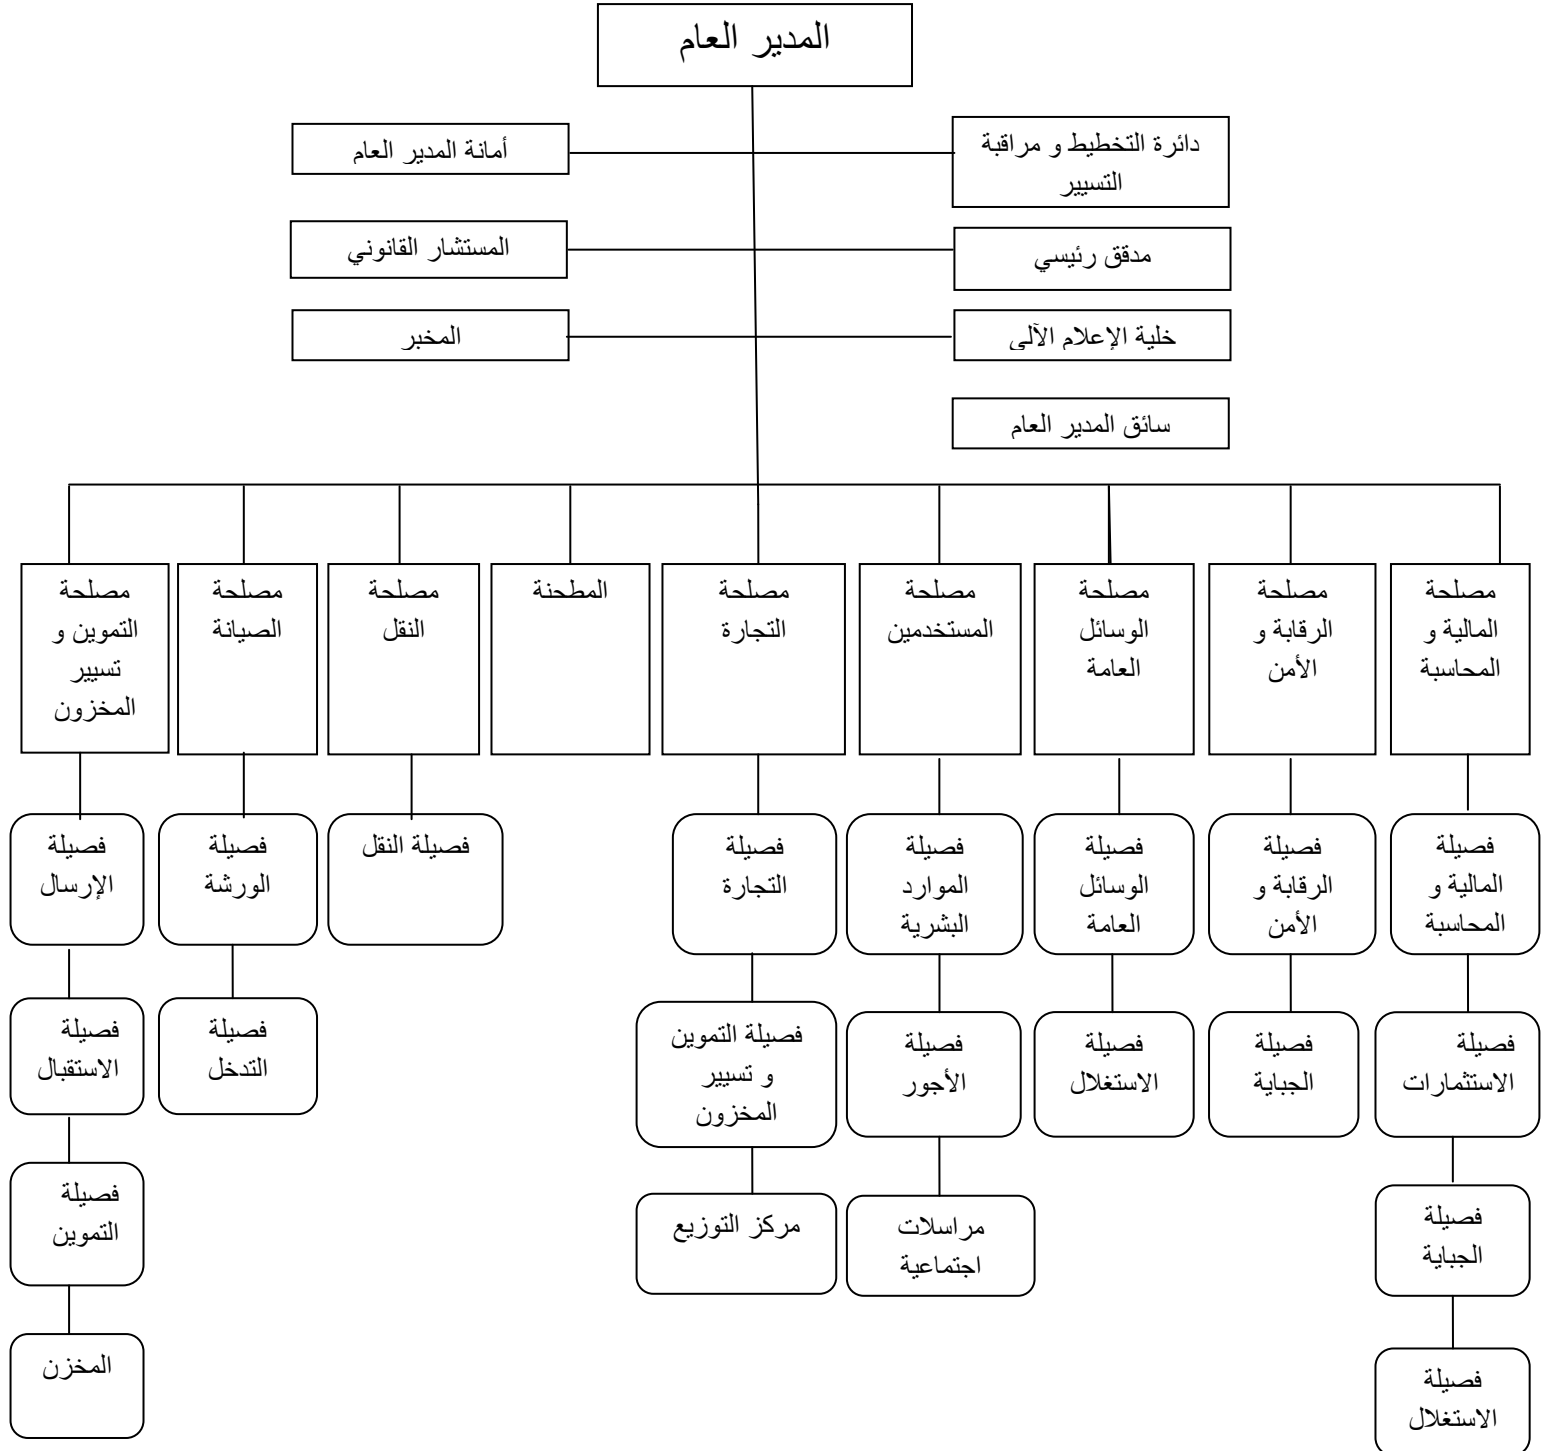 المدير العام
دائرة التخطيط و مراقبة
التسيير
أمانة المدير العام
مدقق رئيسي
المستشار القانوني
خلية الإعلام الآلي
المخبر
سائق المدير العام
مصلحة
المالية و
المحاسبة
مصلحة
الرقابة و
الأمن
مصلحة
الوسائل
العامة
مصلحة
المستخدمين
مصلحة
التجارة
المطحنة
مصلحة
النقل
مصلحة
الصيانة
مصلحة
التموين و
تسيير
المخزون
فصيلة
المالية و
المحاسبة
فصيلة
الرقابة و
الأمن
فصيلة
الوسائل
العامة
فصيلة
الموارد
البشرية
فصيلة
التجارة
فصيلة النقل
فصيلة
الورشة
فصيلة
الإرسال
فصيلة
الاستثمارات
فصيلة
الجباية
فصيلة
الاستغلال
فصيلة
الأجور
فصيلة التموين
و تسيير
المخزون
فصيلة
التدخل
فصيلة
الاستقبال
فصيلة
الجباية
مراسلات
اجتماعية
مركز التوزيع
فصيلة
التموين
فصيلة
الاستغلال
المخزن